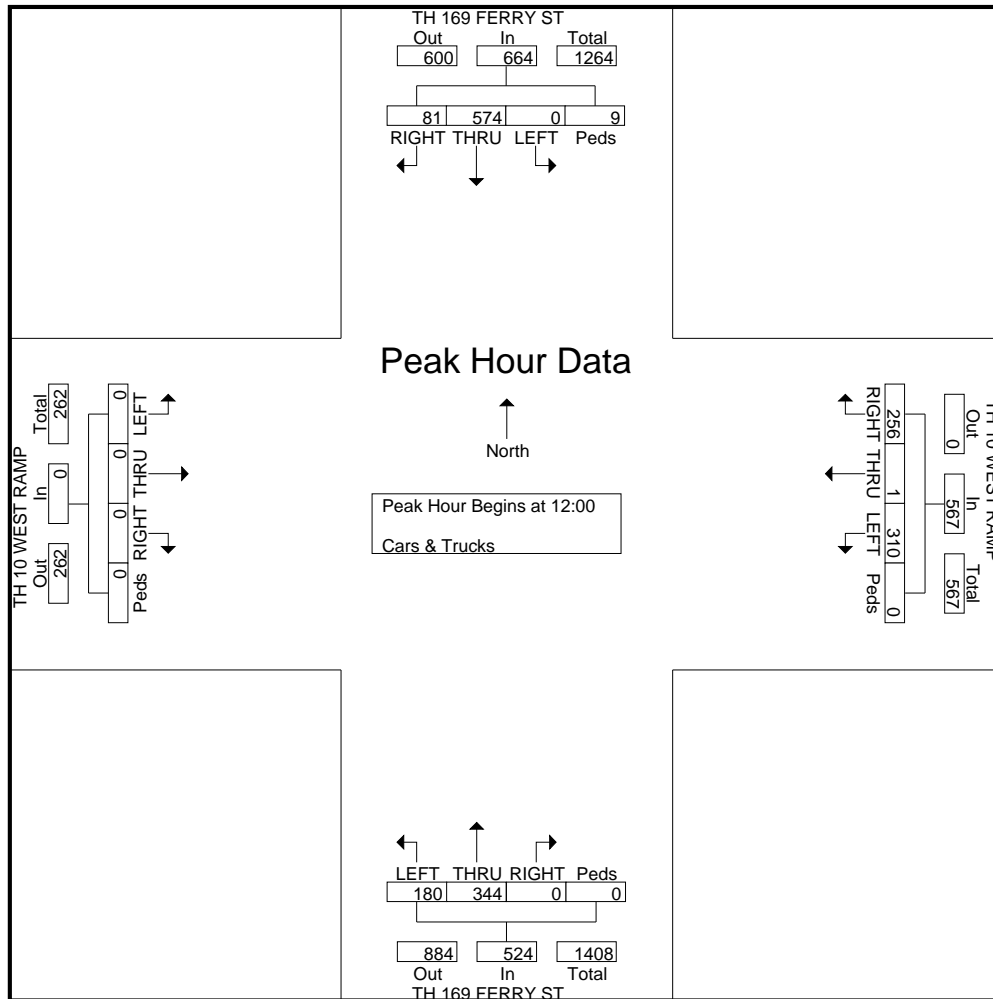 TH 169 FERRY ST
Out In Total
600 664 1264
81 574 0 9
RIGHT THRU LEFT Peds
Peak Hour Data
North
Peak Hour Begins at 12:00
Cars & Trucks
TH 10 WEST RAMP
Out In Total
262 0 262
Peds RIGHT THRU LEFT
0 0 0 0
TH 10 WEST RAMP
Out In Total
0 567 567
256 1 310 0
RIGHT THRU LEFT Peds
LEFT THRU RIGHT Peds
180 344 0 0
884 524 1408
Out In Total
TH 169 FERRY ST